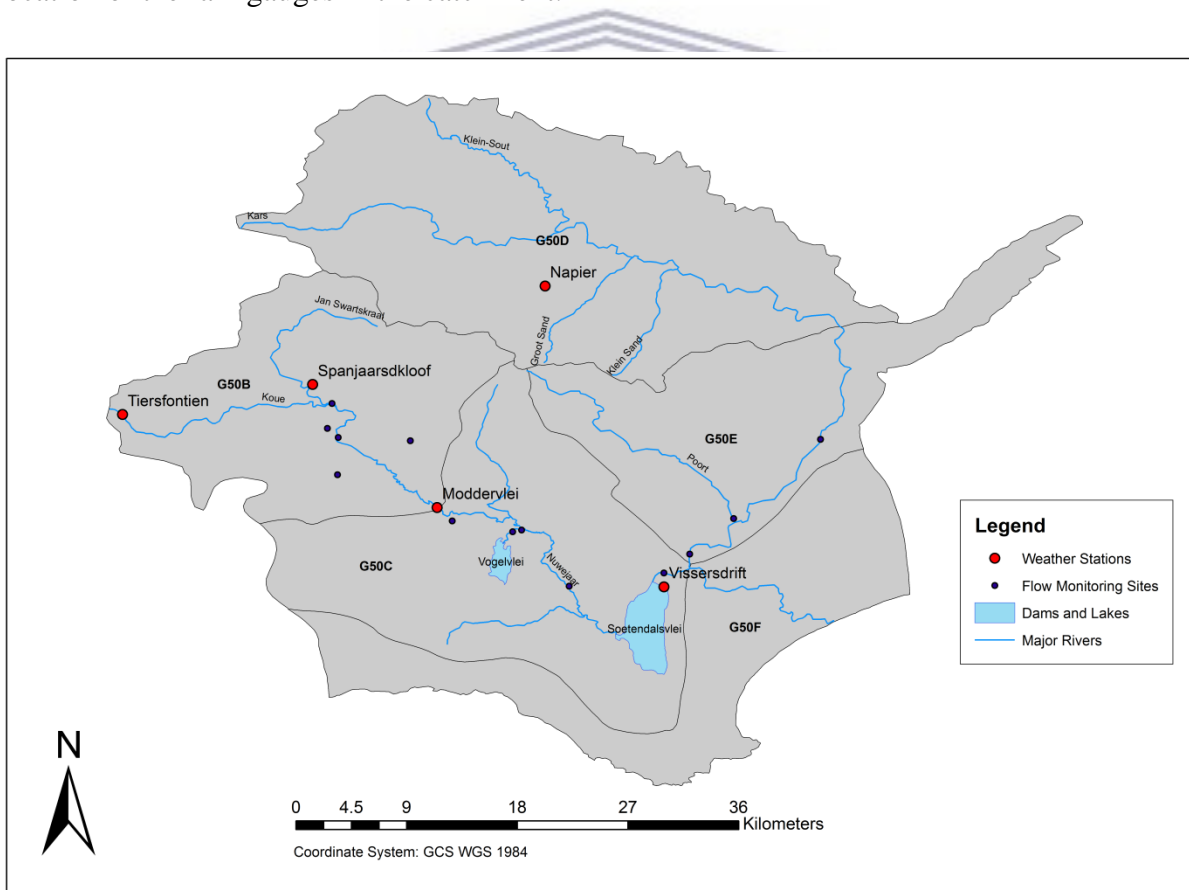 Klein-Sout
Kars
G50D
Napier
Jan Swartskraal
Groot Sand
Klein Sand
Spanjaarsdkloof
G50B
Tiersfontien
Koue
G50E
Poort
Moddervlei
Legend
Weather Stations
Flow Monitoring Sites
Dams and Lakes
Major Rivers
Vogelvlei
G50C
Nuwejaar
Vissersdrift
Spetendalsvlei
G50F
N
0 4.5 9 18 27 36
Kilometers
Coordinate System: GCS WGS 1984